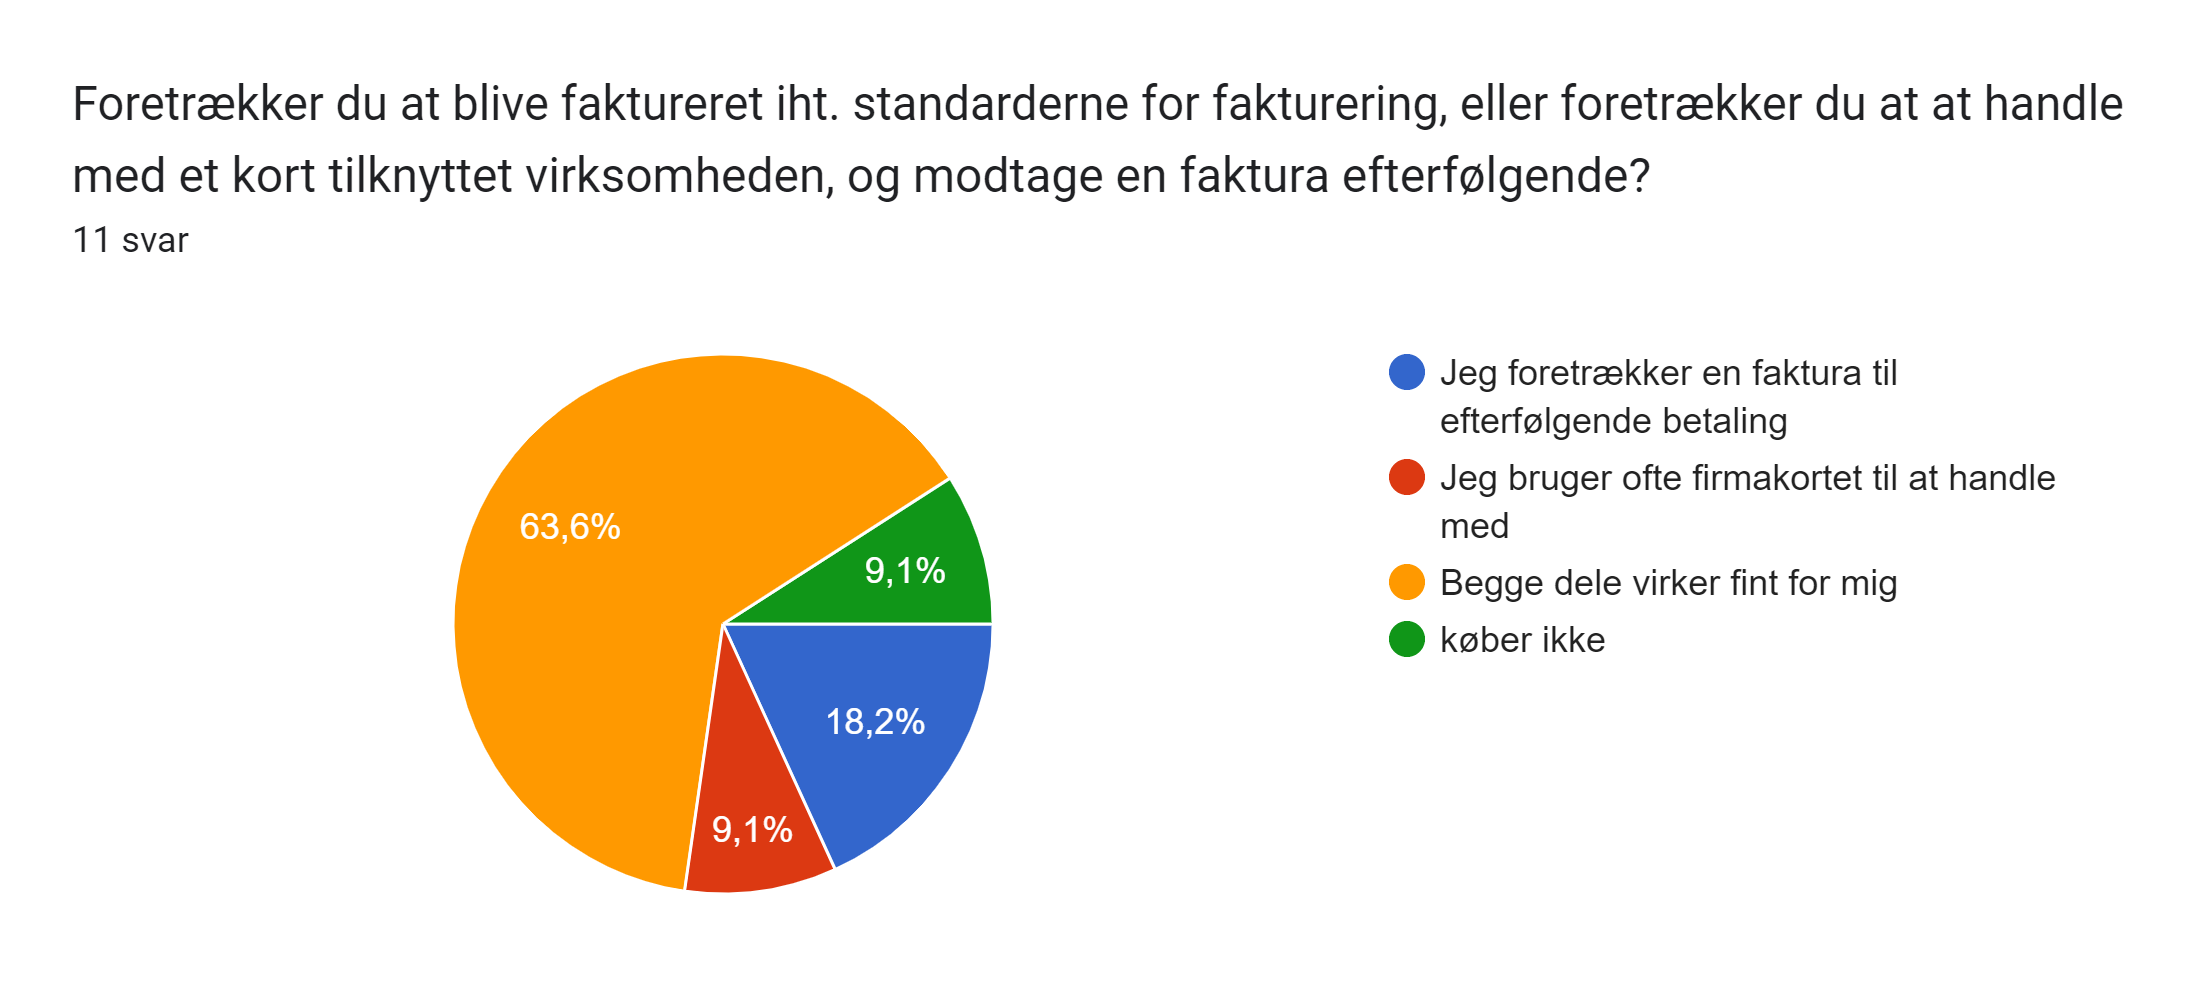 Foretrækker du at blive faktureret iht. standarderne for fakturering, eller foretrækker du at at handle
med et kort tilknyttet virksomheden, og modtage en faktura efterfølgende?
11 svar
63,6%
9,1%
18,2%
9,1%
Jeg foretrækker en faktura til
efterfølgende betaling
Jeg bruger ofte firmakortet til at handle
med
Begge dele virker fint for mig
køber ikke